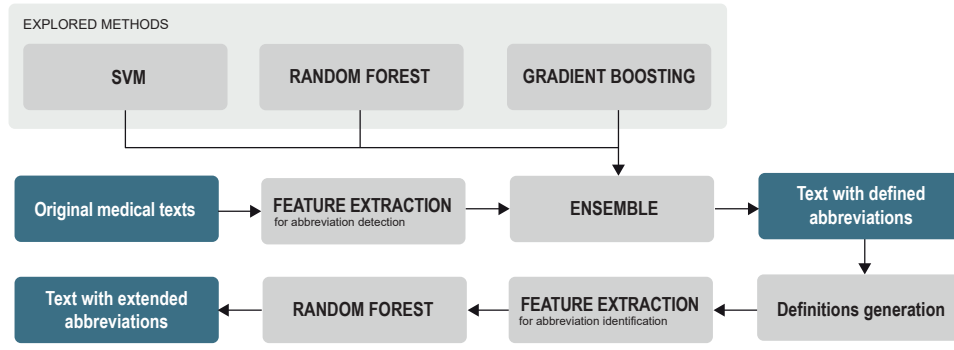 EXPLORED METHODS
SVM
RANDOM FOREST
GRADIENT BOOSTING
Original medical texts
FEATURE EXTRACTION
for abbreviation detection
ENSEMBLE
Text with defined
abbreviations
Text with extended
abbreviations
RANDOM FOREST
FEATURE EXTRACTION
for abbreviation identification
Definitions generation